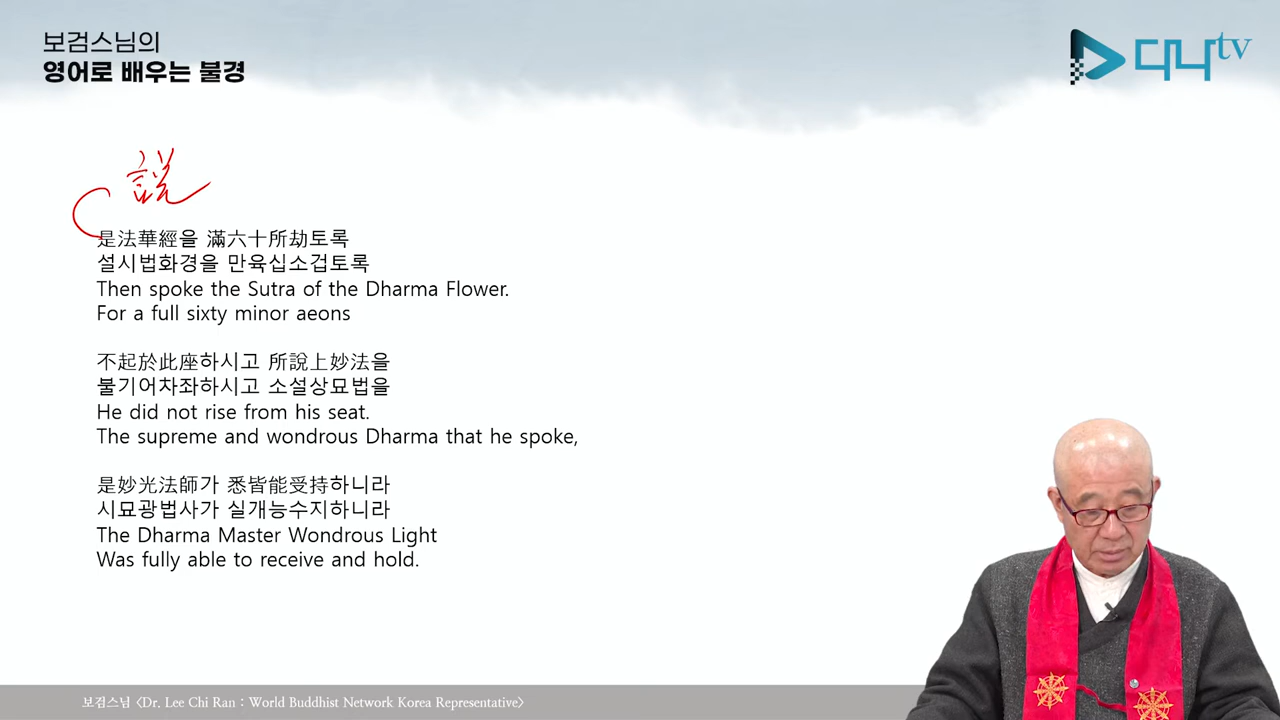 보검스님의
영어로 배우는 불경
디나tv
說
是法華經을 滿六十所劫토록
설시법화경을 만육십소겁토록
Then spoke the Sutra of the Dharma Flower.
For a full sixty minor aeons
不起於此座하시고 所說上妙法을
불기어차좌하시고 소설상묘법을
He did not rise from his seat.
The supreme and wondrous Dharma that he spoke,
是妙光法師가 悉皆能受持하니라
시묘광법사가 실개능수지하니라
The Dharma Master Wondrous Light
Was fully able to receive and hold.
보검스님 <Dr. Lee Chi Ran : World Buddhist Network Korea Representative>